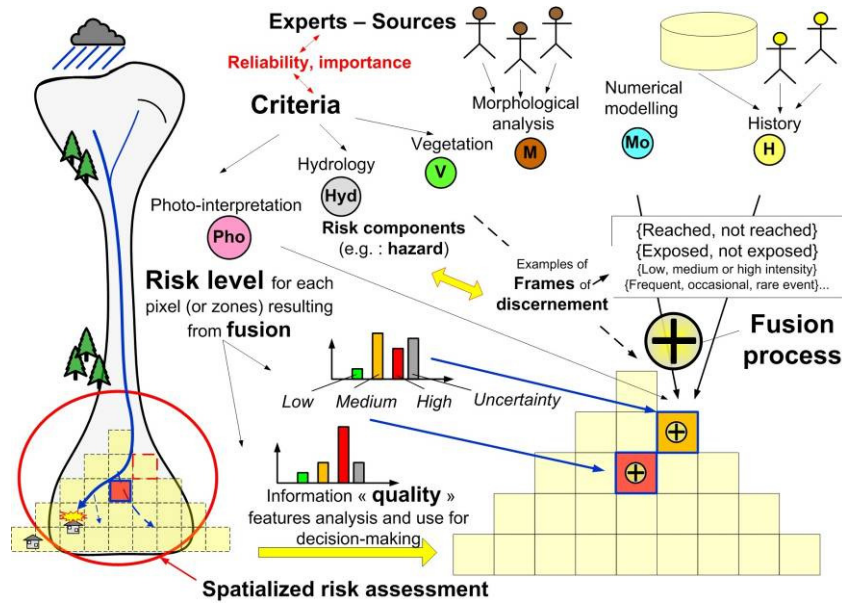 Experts – Sources
Reliability, importance
Criteria
Morphological
analysis
M
Numerical
modelling
Mo
History
H
Vegetation
V
Hydrology
Hyd
Photo-interpretation
Pho
Risk components
(e.g. : hazard)
Examples of
Frames of
discernement
{Reached, not reached}
{Exposed, not exposed}
{Low, medium or high intensity}
{Frequent, occasional, rare event}...
Risk level for each
pixel (or zones) resulting
from fusion
Fusion
process
Low Medium High Uncertainty
Information « quality »
features analysis and use for
decision-making
Spatialized risk assessment